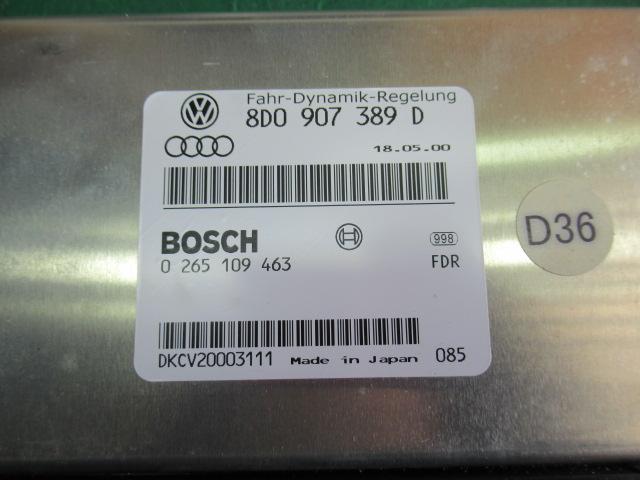 Fahr-Dynamik-Regelung
8D0 907 389 D
18.05.00
BOSCH
998
0 265 109 463
FDR
DKCV20003111 Made in Japan 085
D36